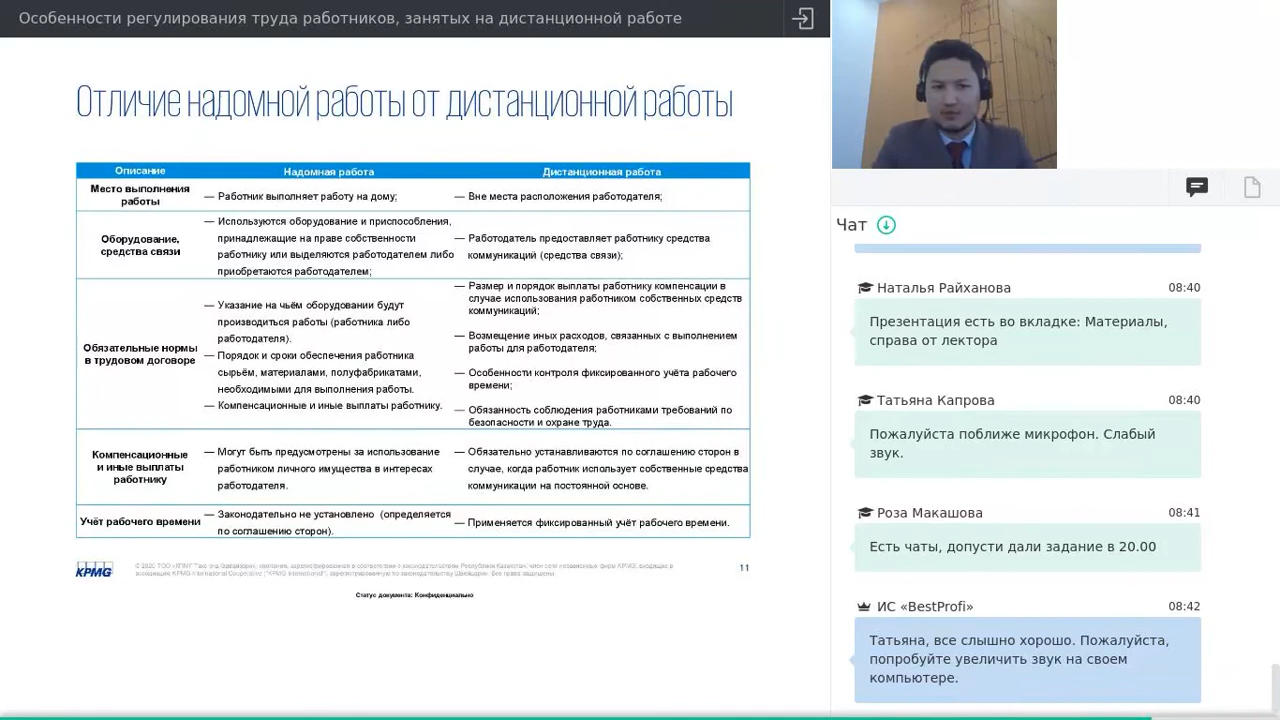 Особенности регулирования труда работников, занятых на дистанционной работе
Отличие надомной работы от дистанционной работы
Описание
Надомная работа
Дистанционная работа
Место выполнения
работы
— Работник выполняет работу на дому;
— Вне места расположения работодателя;
Оборудование,
средства связи
— Используются оборудование и приспособления,
принадлежащие на праве собственности
работнику или выделяются работодателем либо
приобретаются работодателем;
— Работодатель предоставляет работнику средства
коммуникаций (средства связи);
Обязательные нормы
в трудовом договоре
— Указание на чьём оборудовании будут
производиться работы (работника либо
работодателя).
— Порядок и сроки обеспечения работника
сырьём, материалами, полуфабрикатами,
необходимыми для выполнения работы.
— Компенсационные и иные выплаты работнику.
— Размер и порядок выплаты работнику компенсации в
случае использования работником собственных средств
коммуникаций;
— Возмещение иных расходов, связанных с выполнением
работы для работодателя;
— Особенности контроля фиксированного учёта рабочего
времени;
— Обязанность соблюдения работниками требований по
безопасности и охране труда.
Компенсационные
и иные выплаты
работнику
— Могут быть предусмотрены за использование
работником личного имущества в интересах
работодателя.
— Обязательно устанавливаются по соглашению сторон в
случае, когда работник использует собственные средства
коммуникации на постоянной основе.
Учёт рабочего времени
— Законодательно не установлено (определяется
по соглашению сторон).
— Применяется фиксированный учёт рабочего времени.
KPMG
11
Статус документа: Конфиденциально
Чат
Наталья Райханова 08:40
Презентация есть во вкладке: Материалы,
справа от лектора
Татьяна Капрова 08:40
Пожалуйста поближе микрофон. Слабый
звук.
Роза Макашова 08:41
Есть чаты, допусти дали задание в 20.00
ИС «BestProfi» 08:42
Татьяна, все слышно хорошо. Пожалуйста,
попробуйте увеличить звук на своем
компьютере.